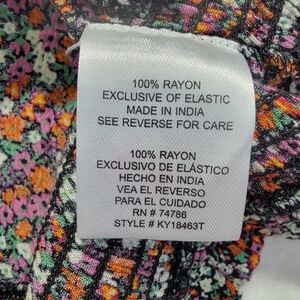 100% RAYON
EXCLUSIVE OF ELASTIC
MADE IN INDIA
SEE REVERSE FOR CARE
100% RAYON
EXCLUSIVO DE ELÁSTICO
HECHO EN INDIA
VEA EL REVERSO
PARA EL CUIDADO
RN # 74786
STYLE # KY18463T